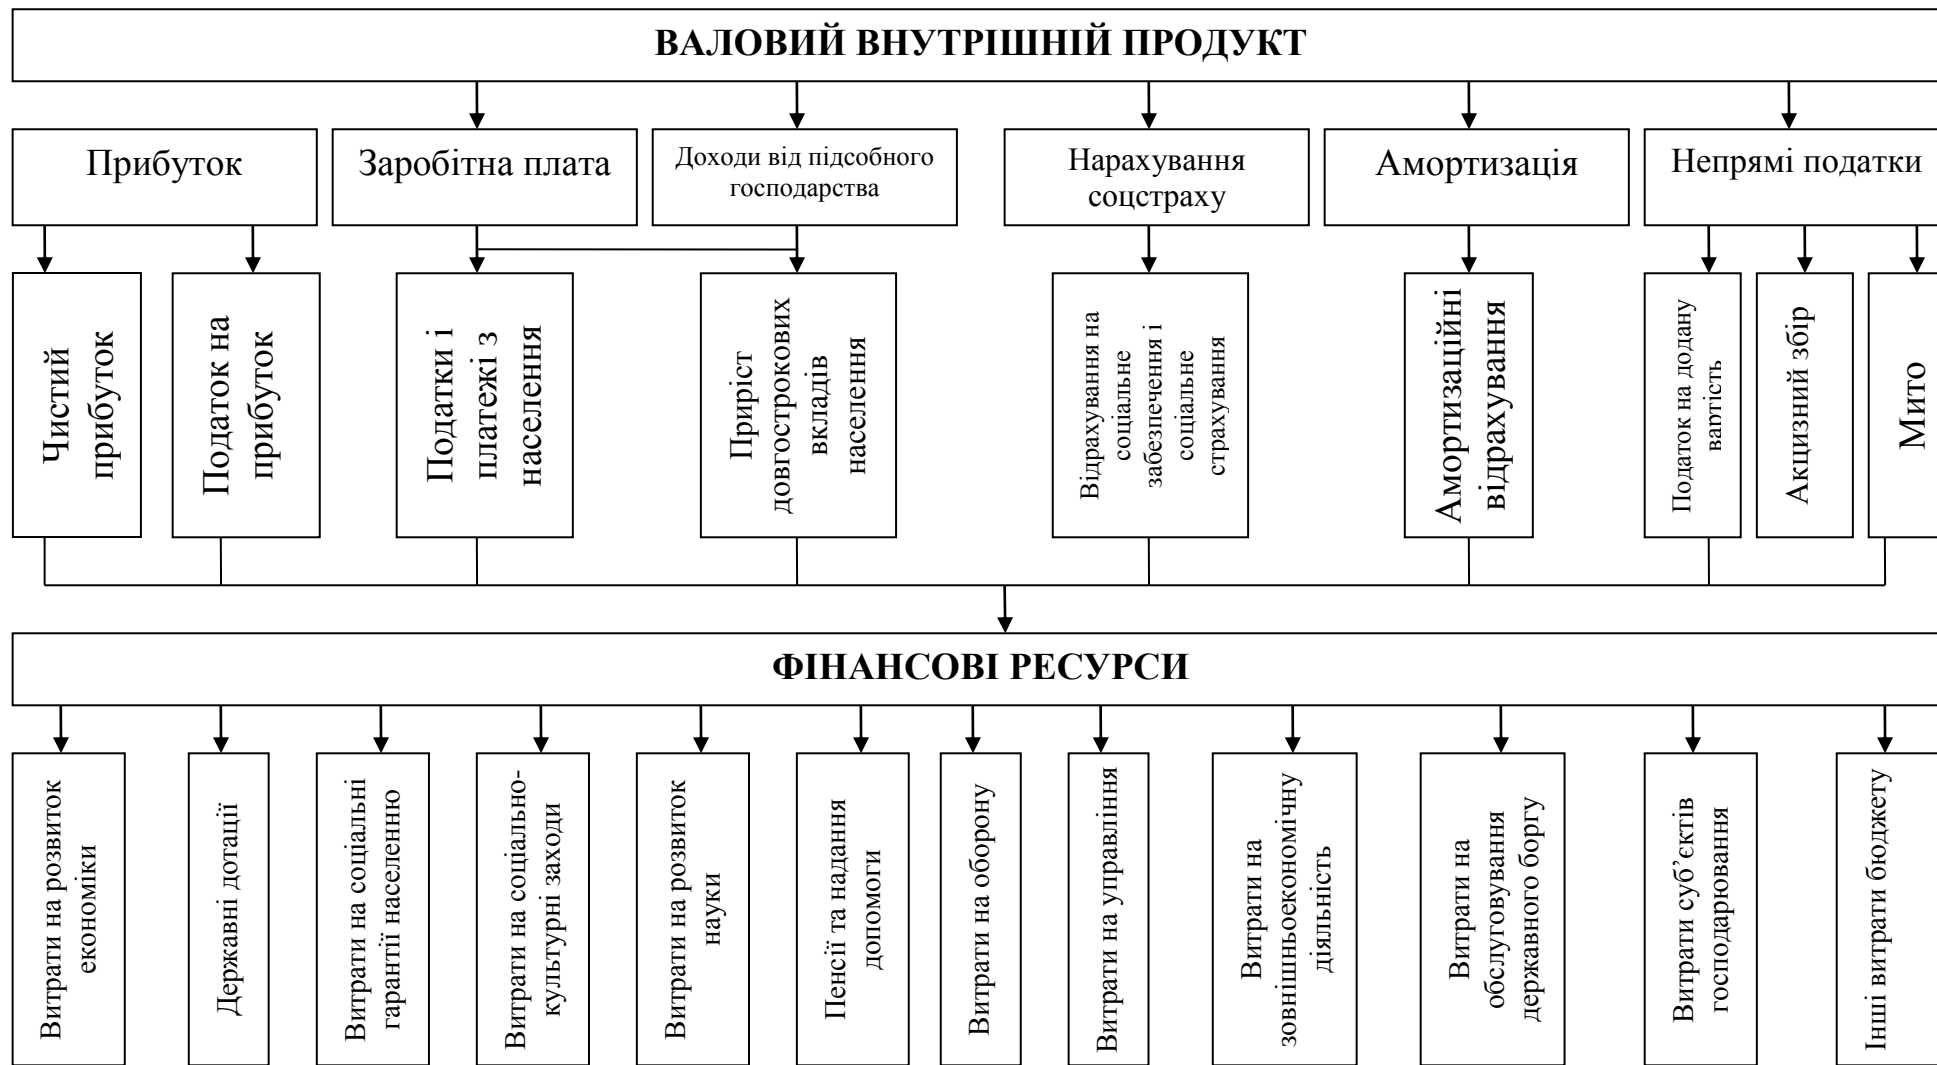 ВАЛОВИЙ ВНУТРІШНІЙ ПРОДУКТ
Прибуток
Заробітна плата
Доходи від підсобного
господарства
Нарахування
соцстраху
Амортизація
Непрямі податки
Чистий
прибуток
Податок на
прибуток
Податки і
платежі з
населення
Приріст
довгострокових
вкладів
населення
Відрахування на
соціальне
забезпечення і
соціальне
страхування
Амортизаційні
відрахування
Податок на додану
вартість
Акцизний збір
Мито
ФІНАНСОВІ РЕСУРСИ
Витрати на розвиток
економіки
Державні дотації
Витрати на соціальні
гарантії населенню
Витрати на соціально-
культурні заходи
Витрати на розвиток
науки
Пенсії та надання
допомоги
Витрати на оборону
Витрати на управління
Витрати на
зовнішньоекономічну
діяльність
Витрати на
обслуговування
державного боргу
Витрати суб’єктів
господарювання
Інші витрати бюджету